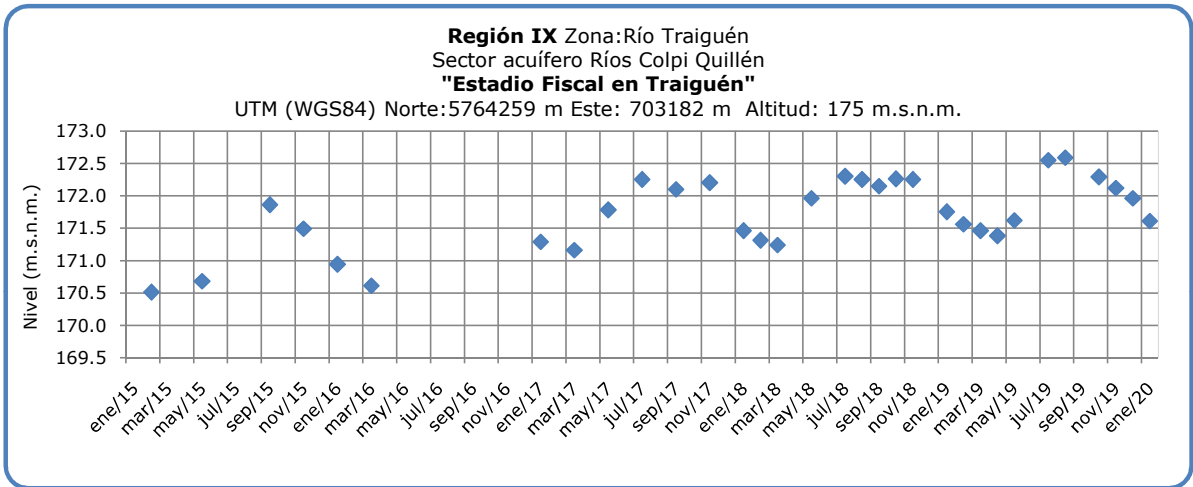 Región IX Zona:Río Traiguén
Sector acuífero Ríos Colpi Quillén
"Estadio Fiscal en Traiguén"
UTM (WGS84) Norte:5764259 m Este: 703182 m Altitud: 175 m.s.n.m.
Nivel (m.s.n.m.)
173.0
172.5
172.0
171.5
171.0
170.5
170.0
169.5
ene/15
mar/15
may/15
jul/15
sep/15
nov/15
ene/16
mar/16
may/16
jul/16
sep/16
nov/16
ene/17
mar/17
may/17
jul/17
sep/17
nov/17
ene/18
mar/18
may/18
jul/18
sep/18
nov/18
ene/19
mar/19
may/19
jul/19
sep/19
nov/19
ene/20